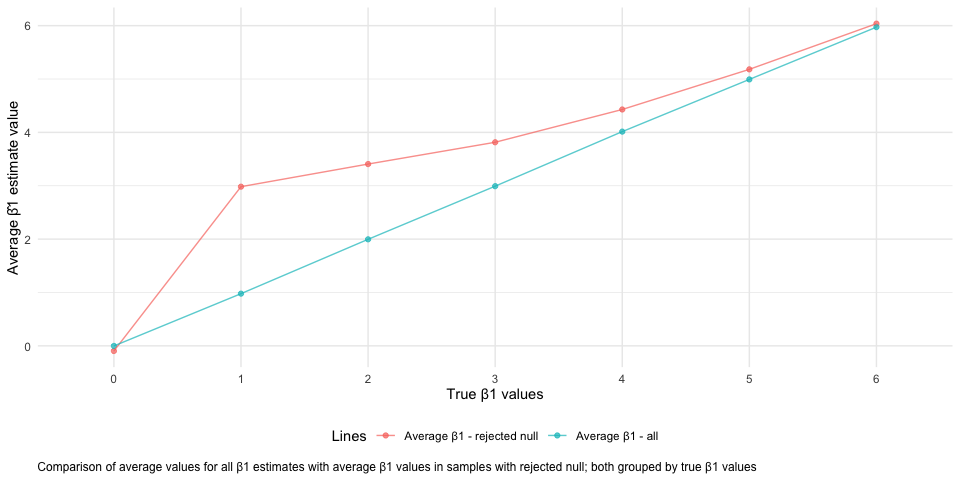 6
4
2
0
Average β̂1 estimate value
0 1 2 3 4 5 6
True β1 values
Lines Average β1 - rejected null Average β1 - all
Comparison of average values for all β1 estimates with average β1 values in samples with rejected null; both grouped by true β1 values